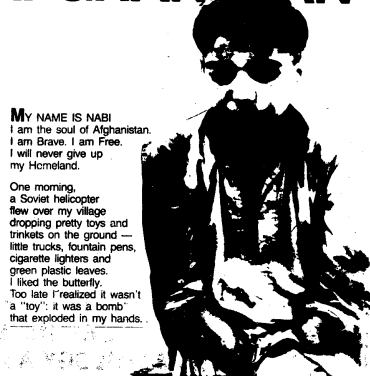 MY NAME IS NABI
I am the soul of Afghanistan.
I am Brave. I am Free.
I will never give up
my Homeland.
One morning,
a Soviet helicopter
flew over my village
dropping pretty toys and
trinkets on the ground —
little trucks, fountain pens,
cigarette lighters and
green plastic leaves.
I liked the butterfly.
Too late I realized it wasn't
a "toy": it was a bomb
that exploded in my hands.